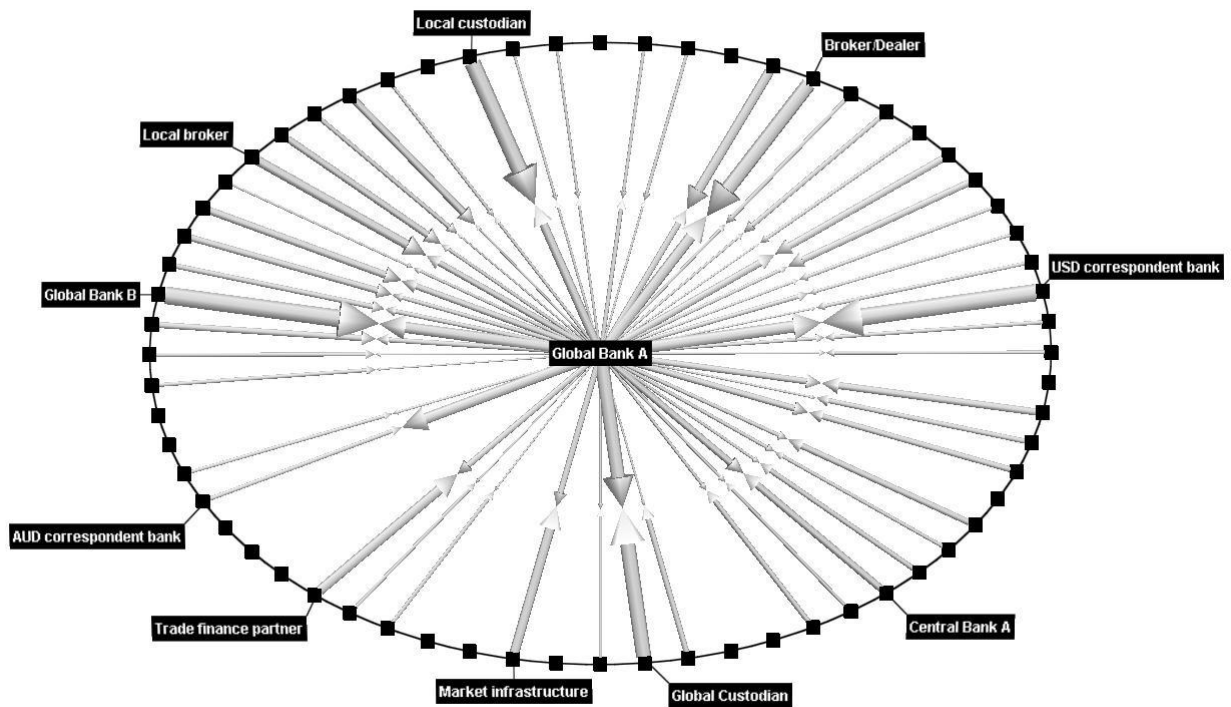 Local custodian
Broker/Dealer
Local broker
USD correspondent bank
Global Bank B
Global Bank A
AUD correspondent bank
Trade finance partner
Central Bank A
Market infrastructure
Global Custodian